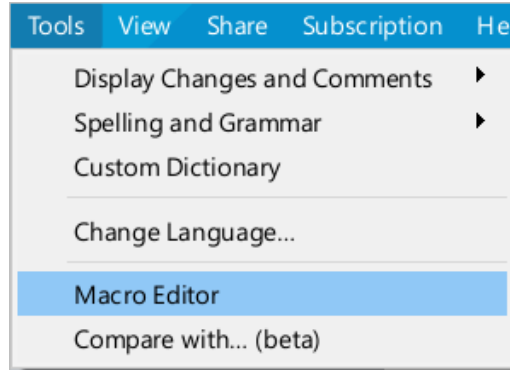 Tools View Share Subscription He
Display Changes and Comments
Spelling and Grammar
Custom Dictionary
Change Language...
Macro Editor
Compare with... (beta)